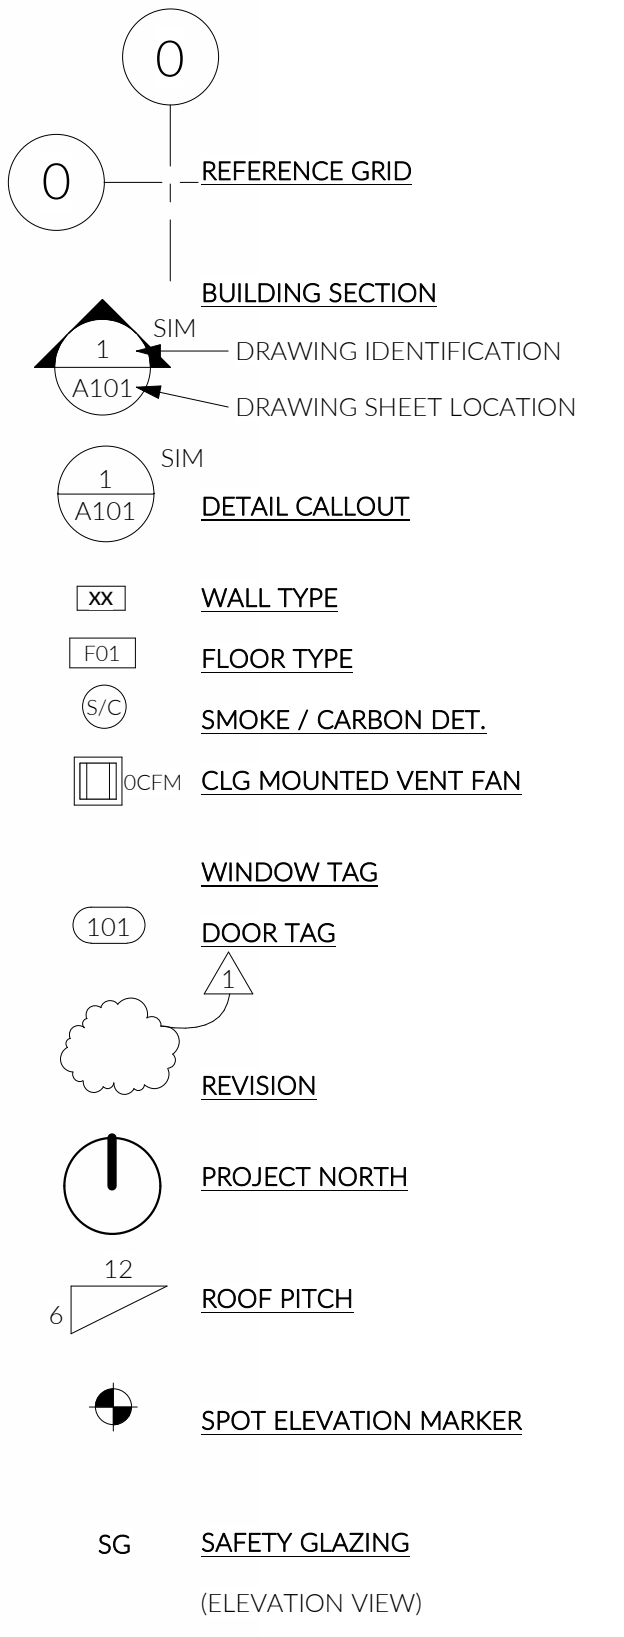 0
0
REFERENCE GRID
BUILDING SECTION
SIM
1
DRAWING IDENTIFICATION
A101
DRAWING SHEET LOCATION
SIM
1
A101
DETAIL CALLOUT
XX
WALL TYPE
F01
FLOOR TYPE
S/C
SMOKE / CARBON DET.
0CFM
CLG MOUNTED VENT FAN
WINDOW TAG
101
DOOR TAG
1
REVISION
PROJECT NORTH
12
6
ROOF PITCH
SPOT ELEVATION MARKER
SG
SAFETY GLAZING
(ELEVATION VIEW)